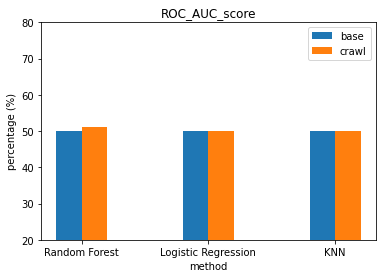 ROC_AUC_score
base
crawl
percentage (%)
80
70
60
50
40
30
20
Random Forest
Logistic Regression
KNN
method